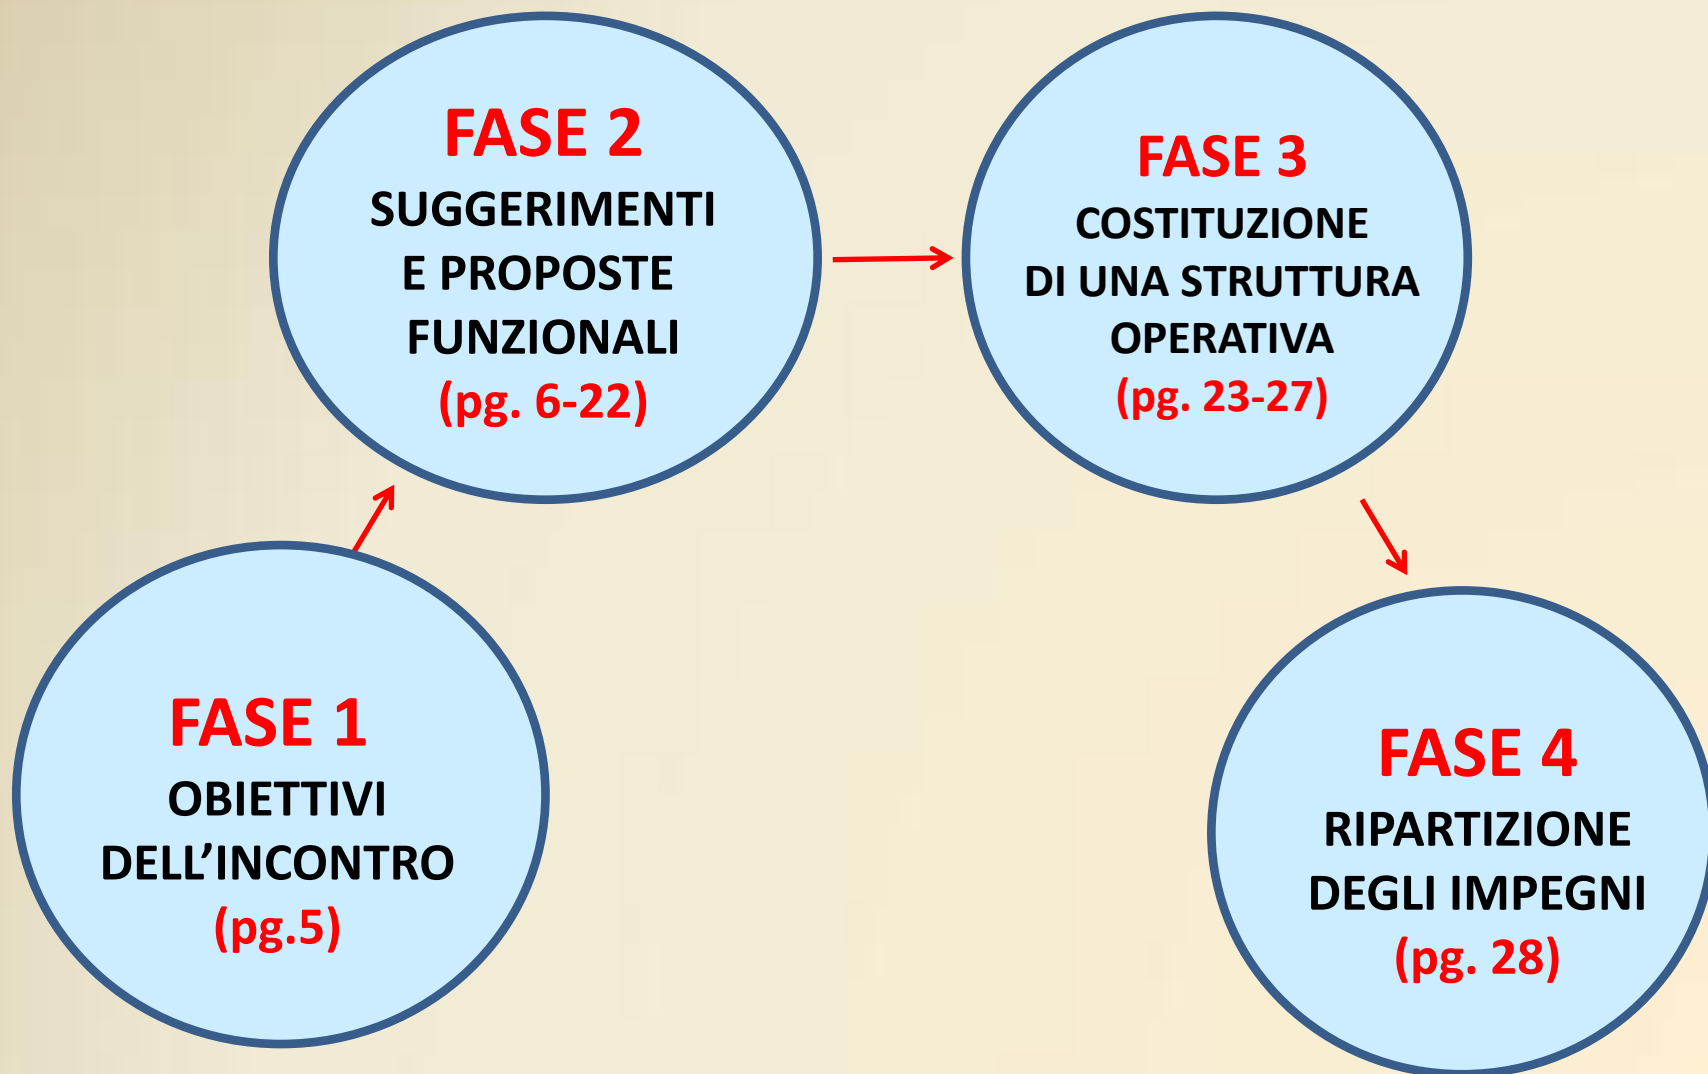 FASE 1
OBIETTIVI
DELL’INCONTRO
(pg.5)
FASE 2
SUGGERIMENTI
E PROPOSTE
FUNZIONALI
(pg. 6-22)
FASE 3
COSTITUZIONE
DI UNA STRUTTURA
OPERATIVA
(pg. 23-27)
FASE 4
RIPARTIZIONE
DEGLI IMPEGNI
(pg. 28)